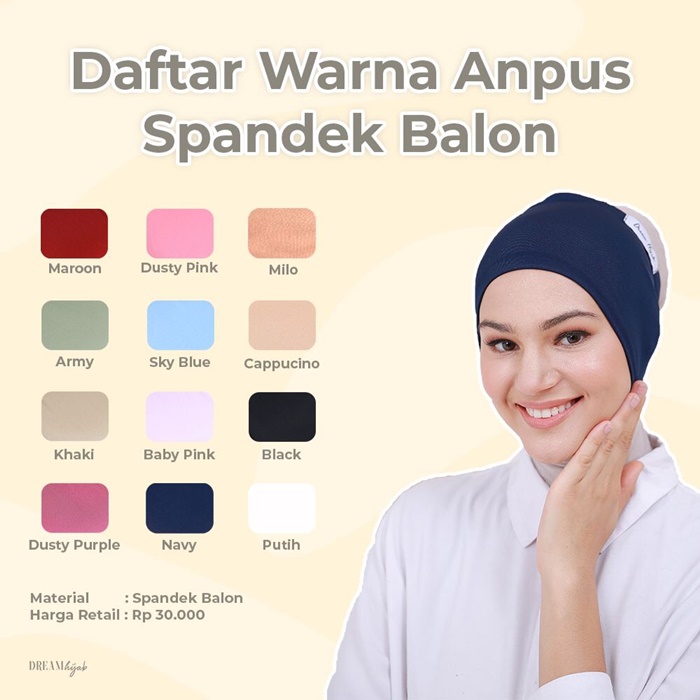 Daftar Warna Anpus
Spandek Balon
Maroon
Dusty Pink
Milo
Army
Sky Blue
Cappucino
Khaki
Baby Pink
Black
Dusty Purple
Navy
Putih
Material : Spandek Balon
Harga Retail : Rp 30.000
DREAM hijab